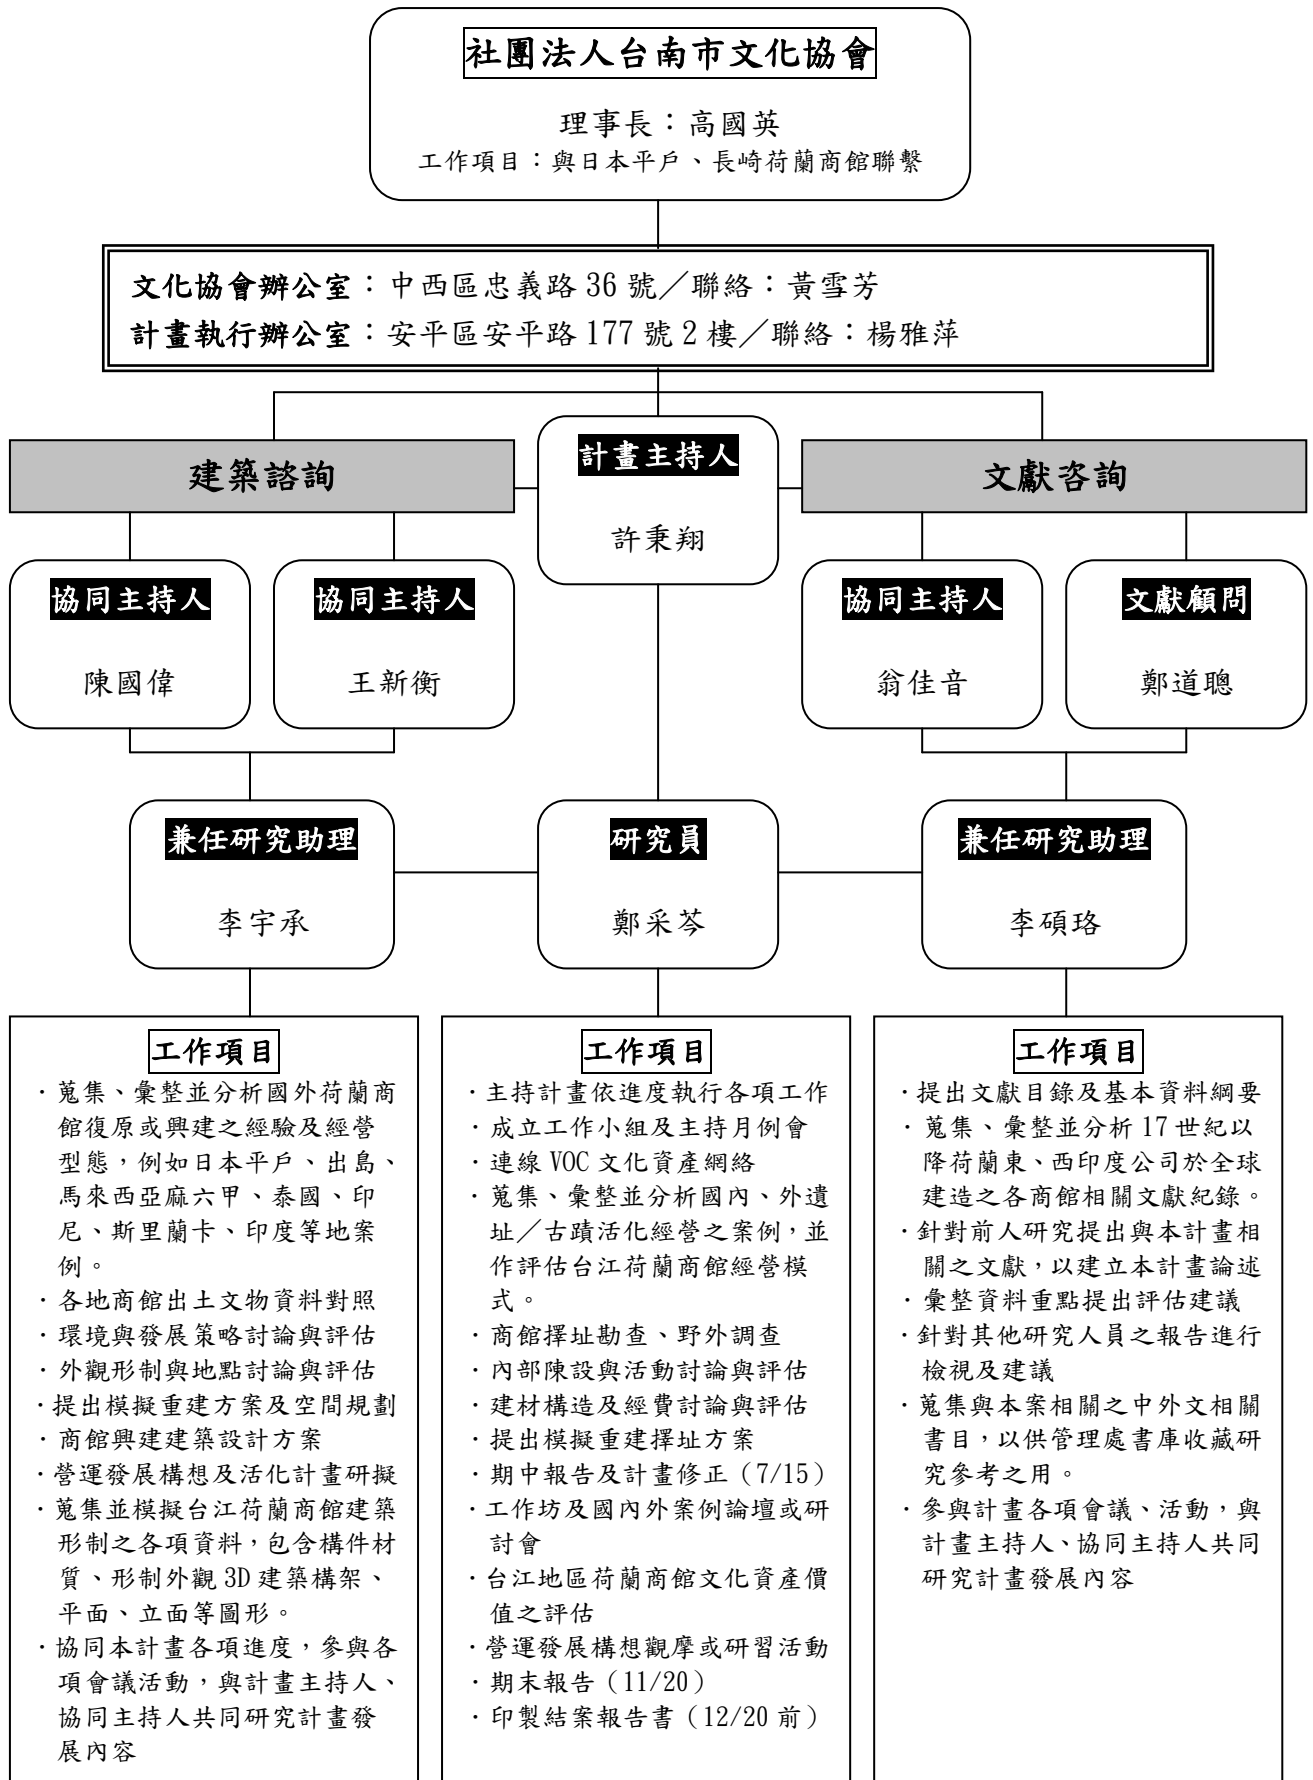 社團法人台南市文化協會
理事長：高國英
工作項目：與日本平戶、長崎荷蘭商館聯繫
文化協會辦公室：中西區忠義路 36 號／聯絡：黃雪芳
計畫執行辦公室：安平區安平路 177 號 2 樓／聯絡：楊雅萍
建築諮詢
計畫主持人
許秉翔
文獻咨詢
協同主持人
陳國偉
協同主持人
王新衡
協同主持人
翁佳音
文獻顧問
鄭道聰
兼任研究助理
李宇承
研究員
鄭采芩
兼任研究助理
李碩珞
工作項目
·蒐集、彙整並分析國外荷蘭商
館復原或興建之經驗及經營
型態，例如日本平戶、出島、
馬來西亞麻六甲、泰國、印
尼、斯里蘭卡、印度等地案
例。
·各地商館出土文物資料對照
·環境與發展策略討論與評估
·外觀形制與地點討論與評估
·提出模擬重建方案及空間規劃
·商館興建建築設計方案
·營運發展構想及活化計畫研擬
·蒐集並模擬台江荷蘭商館建築
形制之各項資料，包含構件材
質、形制外觀 3D 建築構架、
平面、立面等圖形。
·協同本計畫各項進度，參與各
項會議活動，與計畫主持人、
協同主持人共同研究計畫發
展內容
工作項目
·主持計畫依進度執行各項工作
·成立工作小組及主持月例會
·連線 VOC 文化資產網絡
·蒐集、彙整並分析國內、外遺
址／古蹟活化經營之案例，並
作評估台江荷蘭商館經營模
式。
·商館擇址勘查、野外調查
·內部陳設與活動討論與評估
·建材構造及經費討論與評估
·提出模擬重建擇址方案
·期中報告及計畫修正（7/15）
·工作坊及國內外案例論壇或研
討會
·台江地區荷蘭商館文化資產價
值之評估
·營運發展構想觀摩或研習活動
·期末報告（11/20）
·印製結案報告書（12/20 前）
工作項目
·提出文獻目錄及基本資料綱要
·蒐集、彙整並分析 17 世紀以
降荷蘭東、西印度公司於全球
建造之各商館相關文獻紀錄。
·針對前人研究提出與本計畫相
關之文獻，以建立本計畫論述
·彙整資料重點提出評估建議
·針對其他研究人員之報告進行
檢視及建議
·蒐集與本案相關之中外文相關
書目，以供管理處書庫收藏研
究參考之用。
·參與計畫各項會議、活動，與
計畫主持人、協同主持人共同
研究計畫發展內容